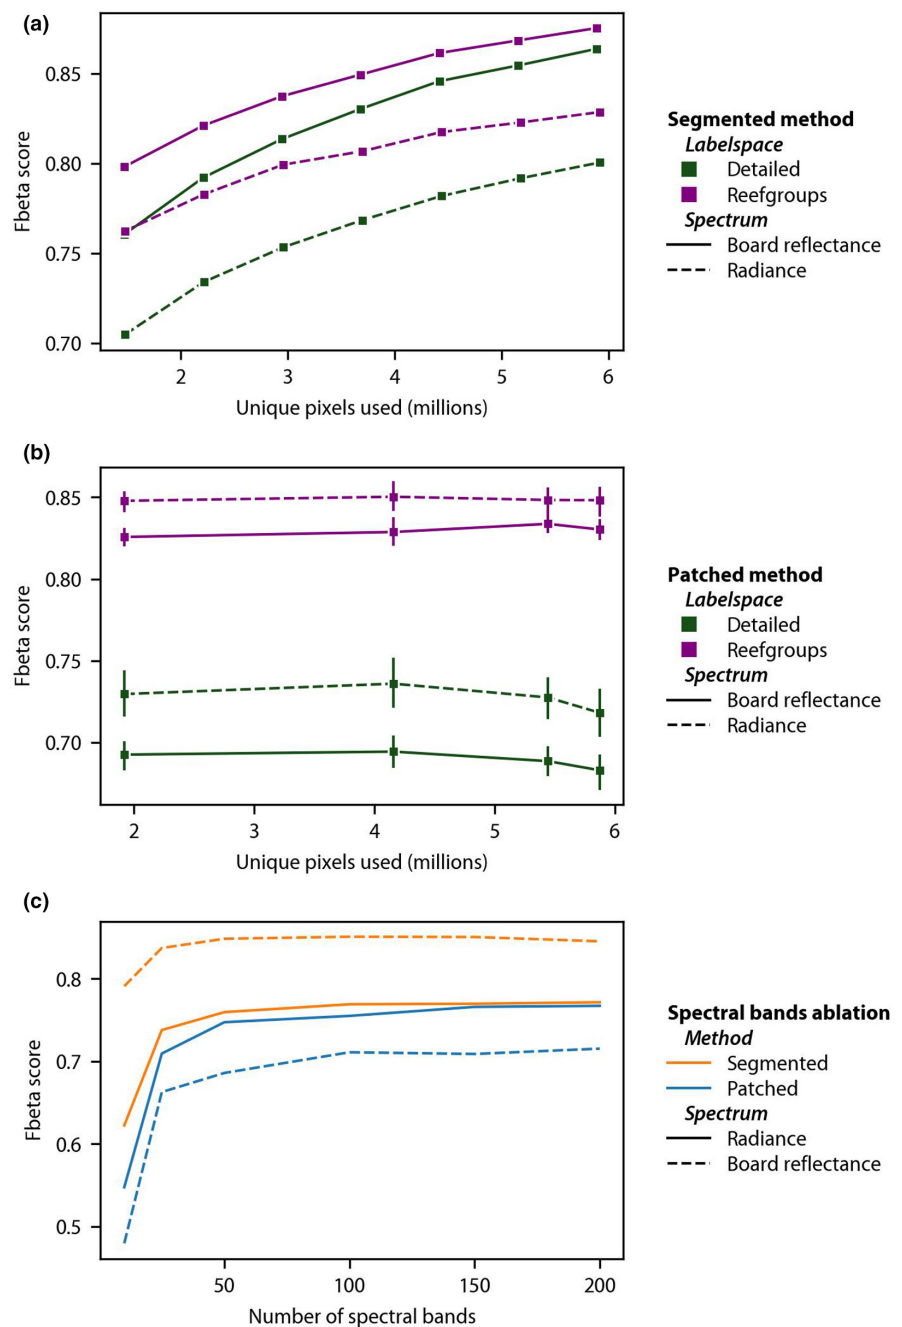 (a)
0.85
0.80
0.75
0.70
Fbeta score
2 3 4 5 6
Unique pixels used (millions)
Segmented method
Labelspace
Detailed
Reefgroups
Spectrum
Board reflectance
Radiance
(b)
0.85
0.80
0.75
0.70
Fbeta score
2 3 4 5 6
Unique pixels used (millions)
Patched method
Labelspace
Detailed
Reefgroups
Spectrum
Board reflectance
Radiance
(c)
0.8
0.7
0.6
0.5
Fbeta score
50 100 150 200
Number of spectral bands
Spectral bands ablation
Method
Segmented
Patched
Spectrum
Radiance
Board reflectance